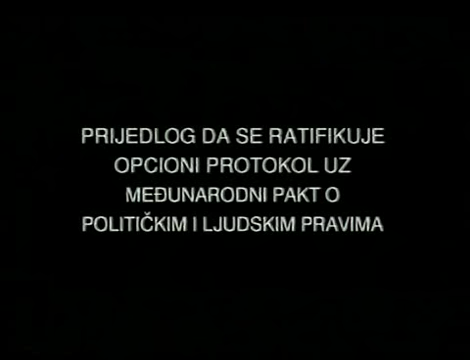 PRIJEDLOG DA SE RATIFIKUJE
OPCIONI PROTOKOL UZ
MEĐUNARODNI PAKT O
POLITIČKIM I LJUDSKIM PRAVIMA